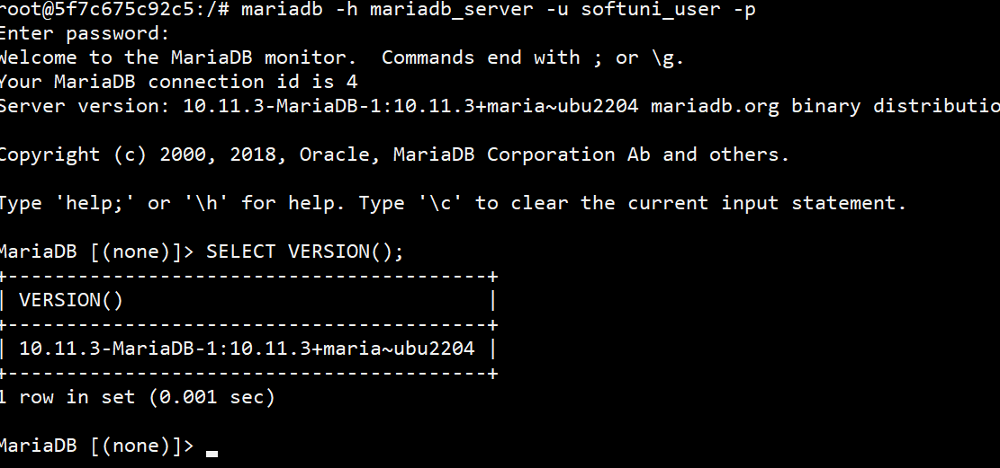 root@5f7c675c92c5:/# mariadb -h mariadb_server -u softuni_user -p
Enter password:
Welcome to the MariaDB monitor.  Commands end with ; or \g.
Your MariaDB connection id is 4
Server version: 10.11.3-MariaDB-1:10.11.3+maria~ubu2204 mariadb.org binary distributio
Copyright (c) 2000, 2018, Oracle, MariaDB Corporation Ab and others.
Type 'help;' or '\h' for help. Type '\c' to clear the current input statement.
MariaDB [(none)]> SELECT VERSION();
+-----------------------------------------+
| VERSION()                               |
+-----------------------------------------+
| 10.11.3-MariaDB-1:10.11.3+maria~ubu2204 |
+-----------------------------------------+
1 row in set (0.001 sec)
MariaDB [(none)]> _